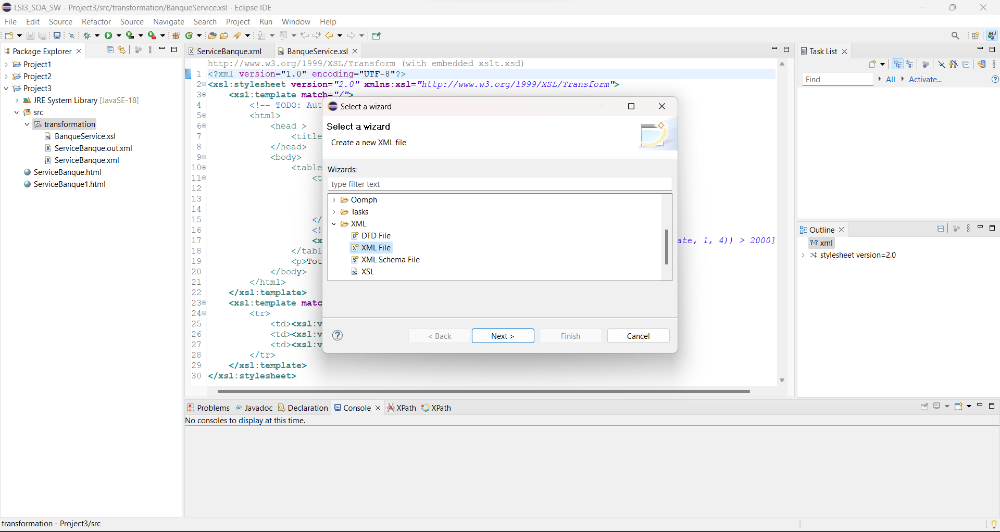 LSI3_SOA_SW - Project3/src/transformation/BanqueService.xsl - Eclipse IDE
File Edit Source Refactor Source Navigate Search Project Run Window Help
Package Explorer
Project1
Project2
Project3
JRE System Library [JavaSE-18]
src
transformation
BanqueService.xsl
ServiceBanque.out.xml
ServiceBanque.xml
ServiceBanque.html
ServiceBanque1.html
ServiceBanque.xml
BanqueService.xsl
http://www.w3.org/1999/XSL/Transform (with embedded xslt.xsd)
1 <?xml version="1.0" encoding="UTF-8"?>
2 <xsl:stylesheet version="2.0" xmlns:xsl="http://www.w3.org/1999/XSL/Transform">
3 <xsl:template match="/">
4 <!-- TODO: Aut
5 <html>
6 <head >
7 <title
8 </head>
9 <body>
10 <table
11 <t
12
13
14
15 </
16 <!
17 <x ate, 1, 4)) > 2000]
18 </tabl
19 <p>Tot
20 </body>
21 </html>
22 </xsl:template>
23 <xsl:template matc
24 <tr>
25 <td><xsl:v
26 <td><xsl:v
27 <td><xsl:v
28 </tr>
29 </xsl:template>
30 </xsl:stylesheet>
Select a wizard
Select a wizard
Create a new XML file
Wizards:
type filter text
Oomph
Tasks
XML
DTD File
XML File
XML Schema File
XSL
< Back Next > Finish Cancel
Task List
Find All Activate...
Outline
xml
stylesheet version=2.0
Problems Javadoc Declaration Console XPath XPath
No consoles to display at this time.
transformation - Project3/src